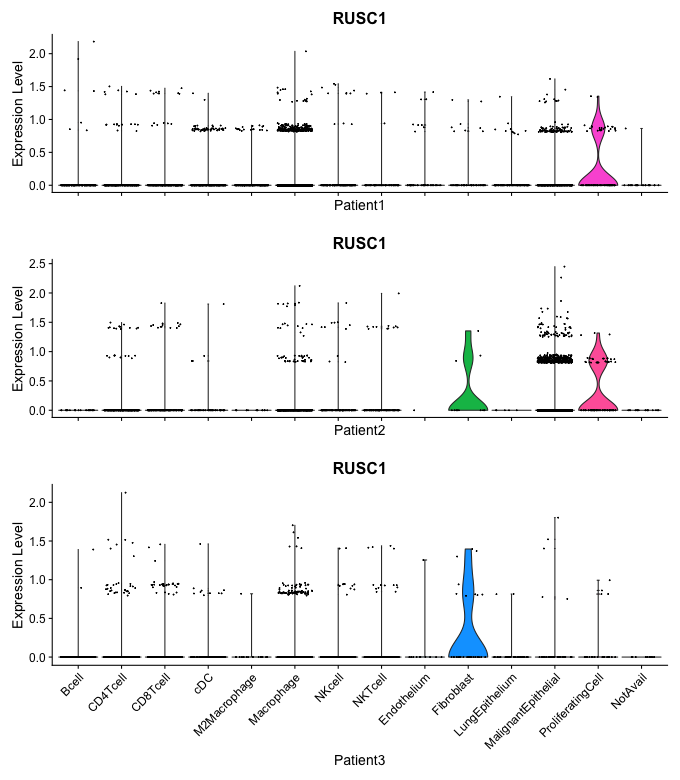 RUSC1
Expression Level
2.0
1.5
1.0
0.5
0.0
Patient1
RUSC1
Expression Level
2.5
2.0
1.5
1.0
0.5
0.0
Patient2
RUSC1
Expression Level
2.0
1.5
1.0
0.5
0.0
Bcell
CD4Tcell
CD8Tcell
cDC
M2Macrophage
Macrophage
NKcell
NKTcell
Endothelium
Fibroblast
LungEpithelium
MalignantEpithelial
ProliferatingCell
NotAvail
Patient3